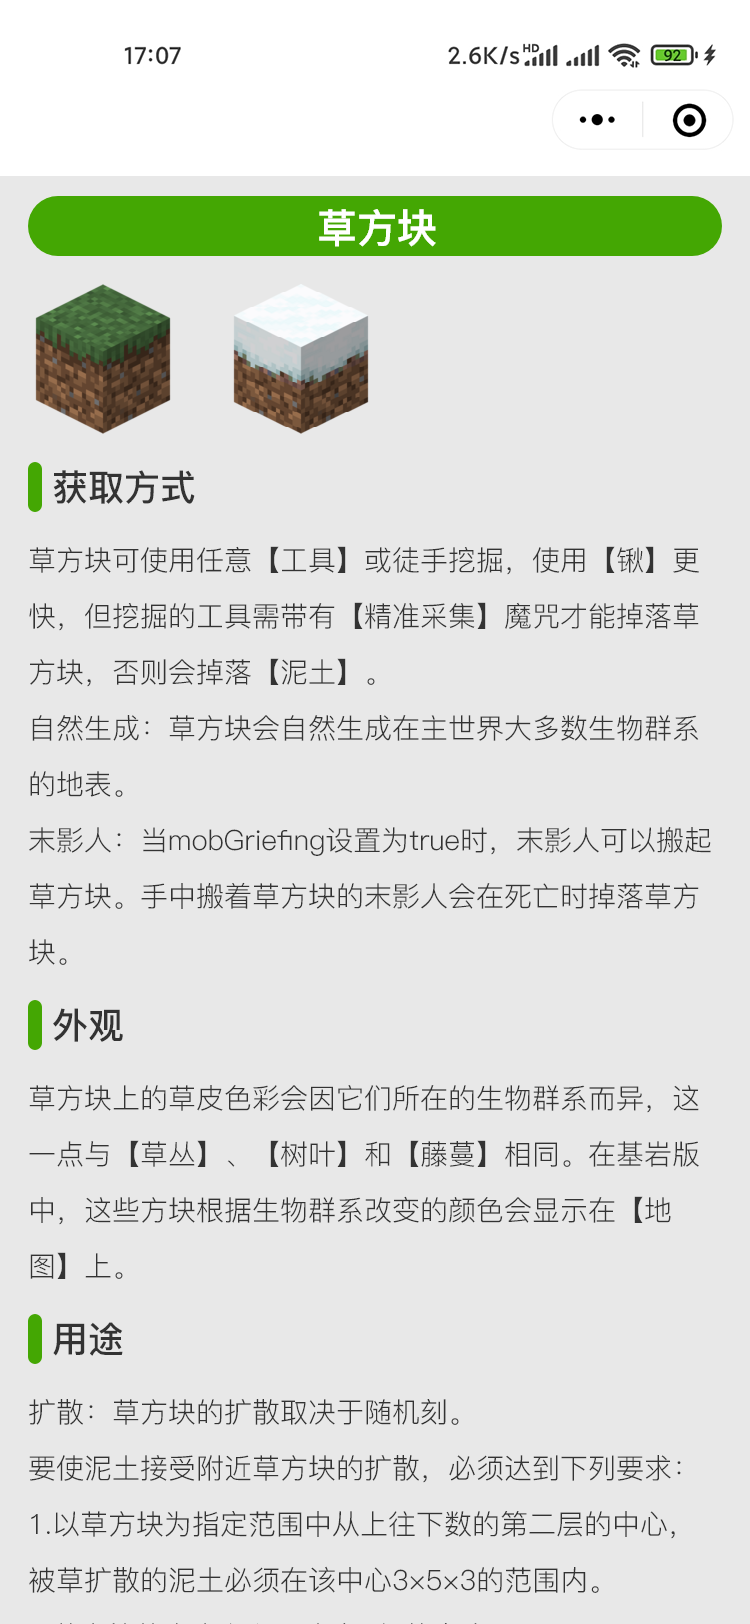 17:07
2.6K/s HD 92
草方块
获取方式
草方块可使用任意【工具】或徒手挖掘，使用【锹】更
快，但挖掘的工具需带有【精准采集】魔咒才能掉落草
方块，否则会掉落【泥土】。
自然生成：草方块会自然生成在主世界大多数生物群系
的地表。
末影人：当mobGriefing设置为true时，末影人可以搬起
草方块。手中搬着草方块的末影人会在死亡时掉落草方
块。
外观
草方块上的草皮色彩会因它们所在的生物群系而异，这
一点与【草丛】、【树叶】和【藤蔓】相同。在基岩版
中，这些方块根据生物群系改变的颜色会显示在【地
图】上。
用途
扩散：草方块的扩散取决于随机刻。
要使泥土接受附近草方块的扩散，必须达到下列要求：
1.以草方块为指定范围中从上往下数的第二层的中心，
被草扩散的泥土必须在该中心3×5×3的范围内。